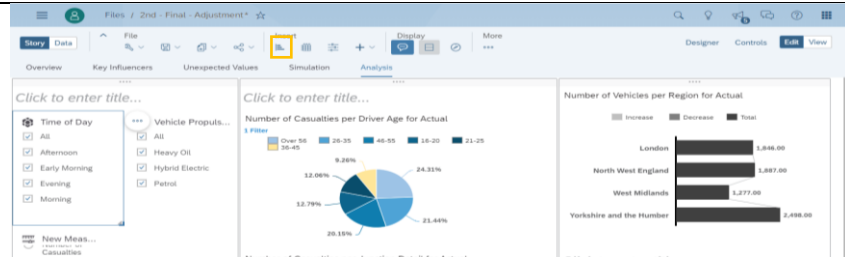 Files / 2nd - Final - Adjustment*
Story Data
File
Insert
Display
More
Designer Controls Edit View
Overview Key Influencers Unexpected Values Simulation Analysis
Click to enter title...
Time of Day
All
Afternoon
Early Morning
Evening
Morning
Vehicle Propuls...
All
Heavy Oil
Hybrid Electric
Petrol
New Meas...
Casualties
Click to enter title...
Number of Casualties per Driver Age for Actual
1 Filter
Over 56 26-35 46-55 16-20 21-25
36-45
9.26%
24.31%
12.06%
12.79%
21.44%
20.15%
Number of Vehicles per Region for Actual
Increase Decrease Total
London 1,846.00
North West England 1,887.00
West Midlands 1,277.00
Yorkshire and the Humber 2,498.00